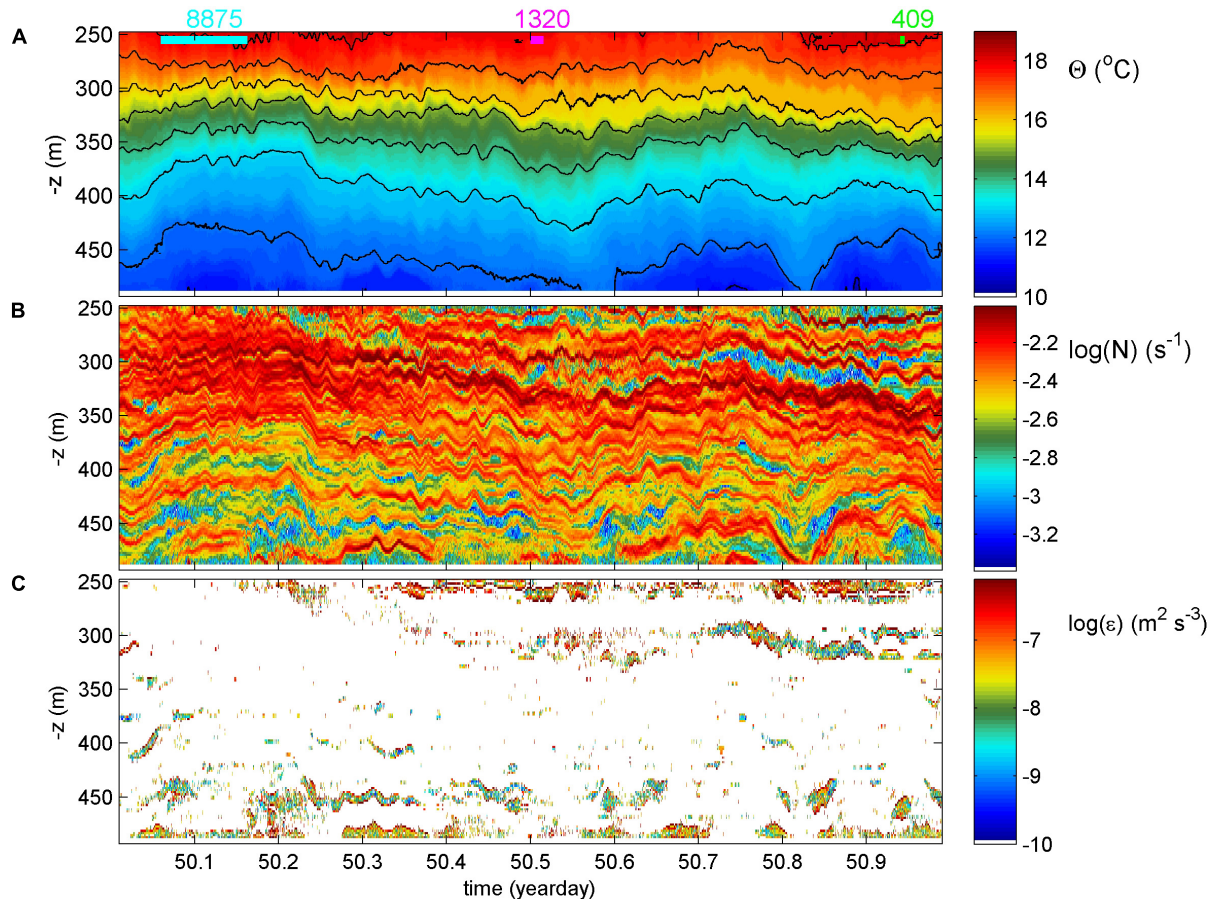 8875 1320 409
A
250
300
350
400
450
-z (m)
18
16
14
12
10
Θ (°C)
B
250
300
350
400
450
-z (m)
-2.2
-2.4
-2.6
-2.8
-3
-3.2
log(N) (s⁻¹)
C
250
300
350
400
450
-z (m)
-7
-8
-9
-10
log(ε) (m² s⁻³)
50.1 50.2 50.3 50.4 50.5 50.6 50.7 50.8 50.9
time (yearday)